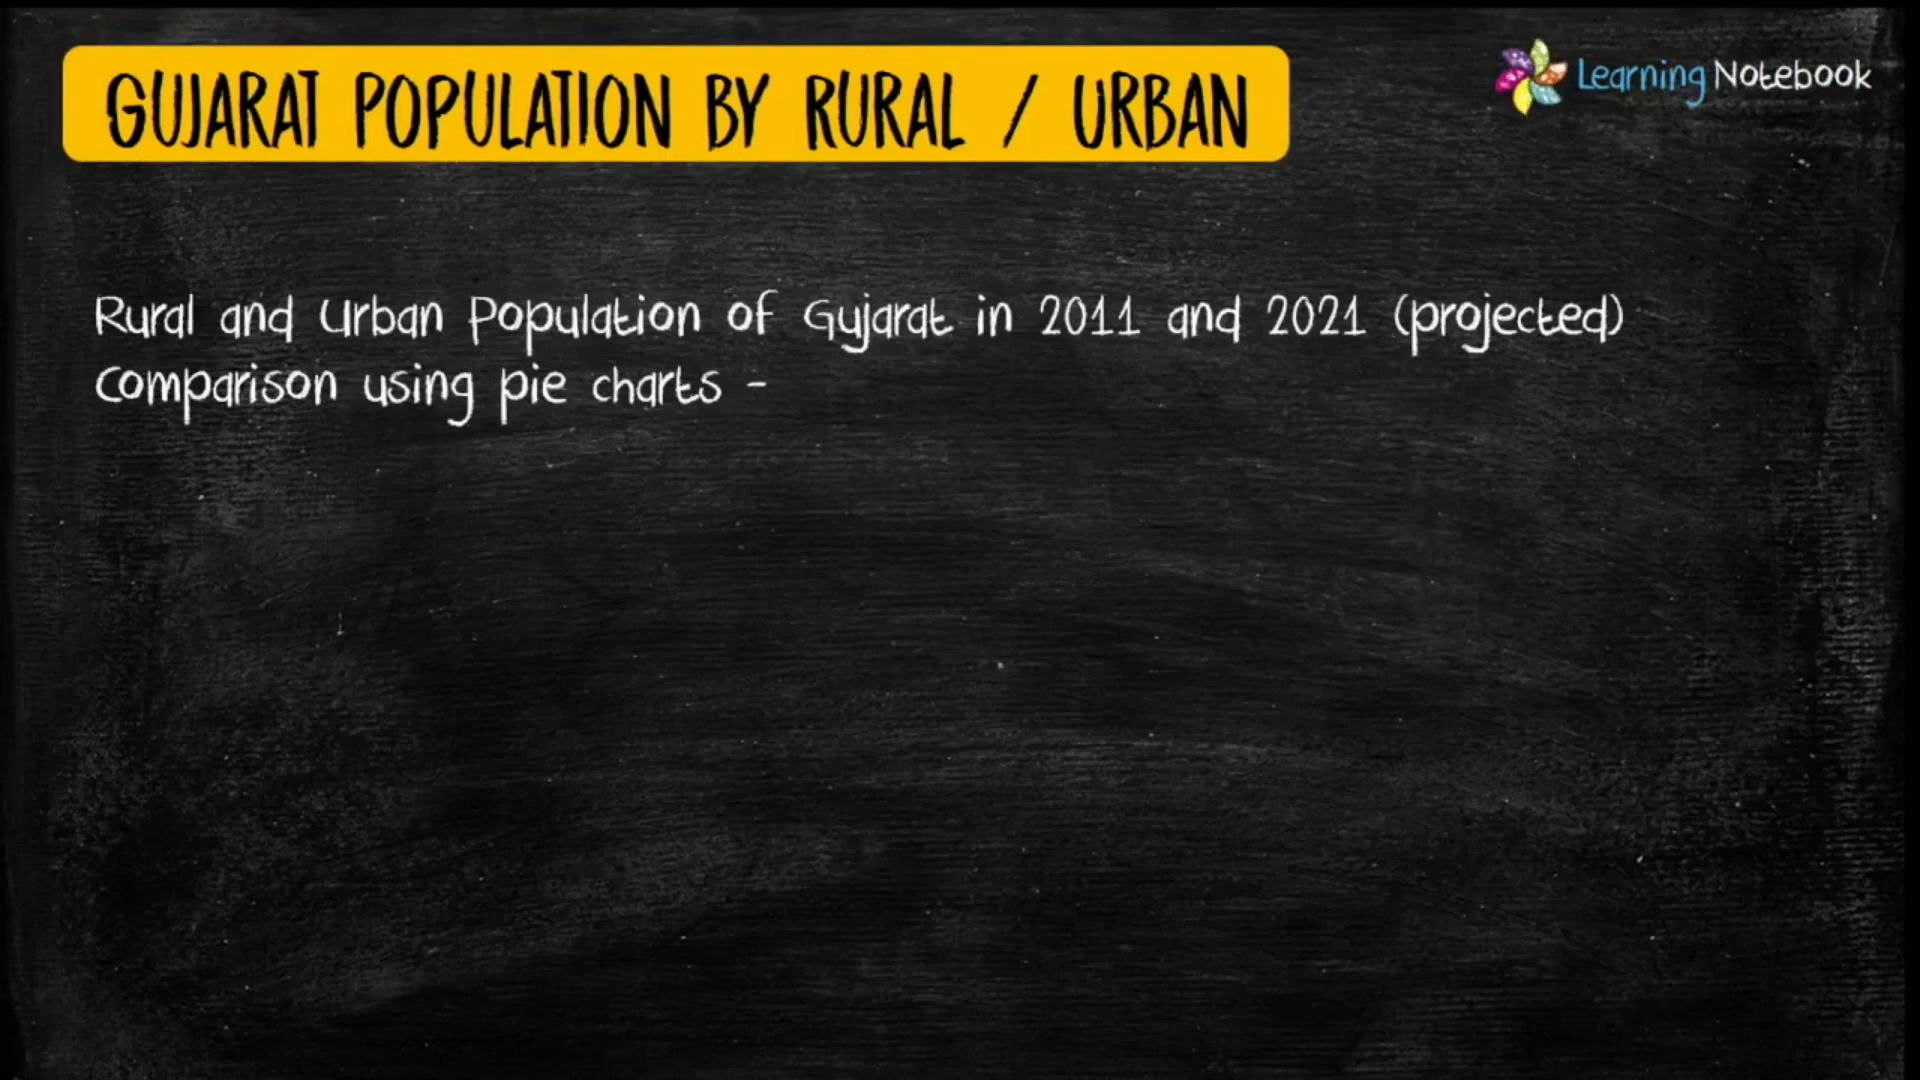 GUJARAT POPULATION BY RURAL / URBAN
Learning Notebook
Rural and Urban Population of Gujarat in 2011 and 2021 (projected)
Comparison using pie charts -